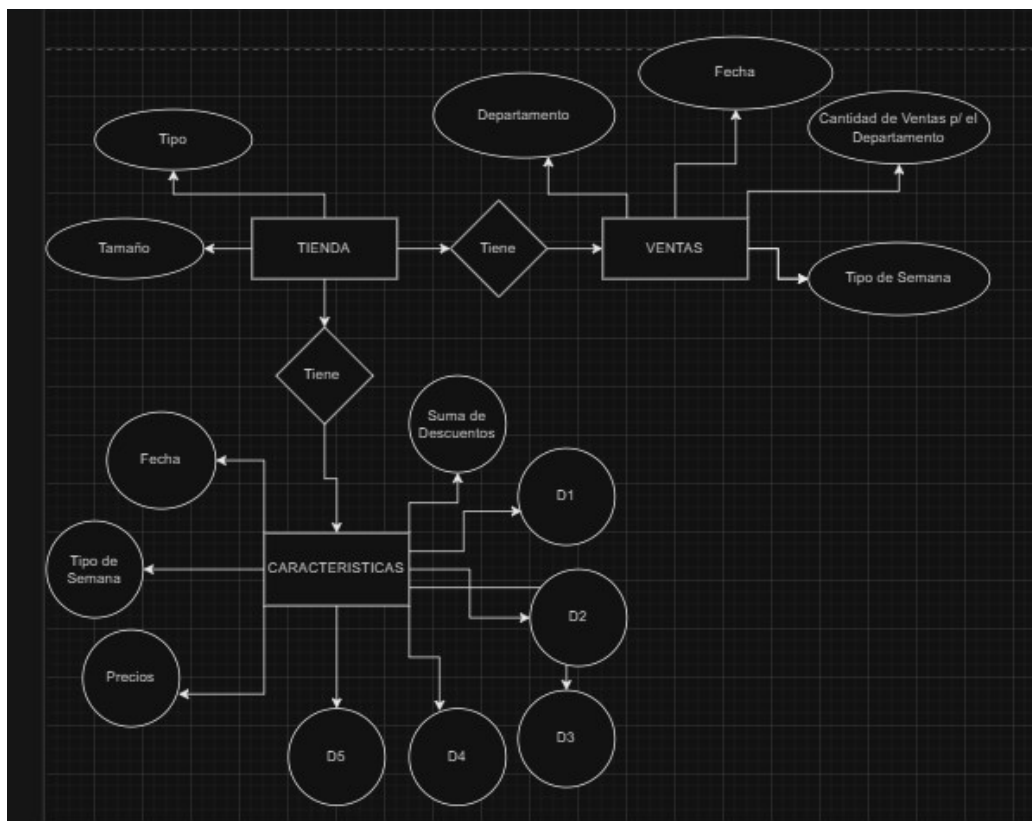 Fecha
Departamento
Cantidad de Ventas p/ el
Departamento
Tipo
Tamaño
TIENDA
Tiene
VENTAS
Tipo de Semana
Tiene
Suma de
Descuentos
Fecha
D1
Tipo de
Semana
CARACTERISTICAS
D2
Precios
D5
D4
D3